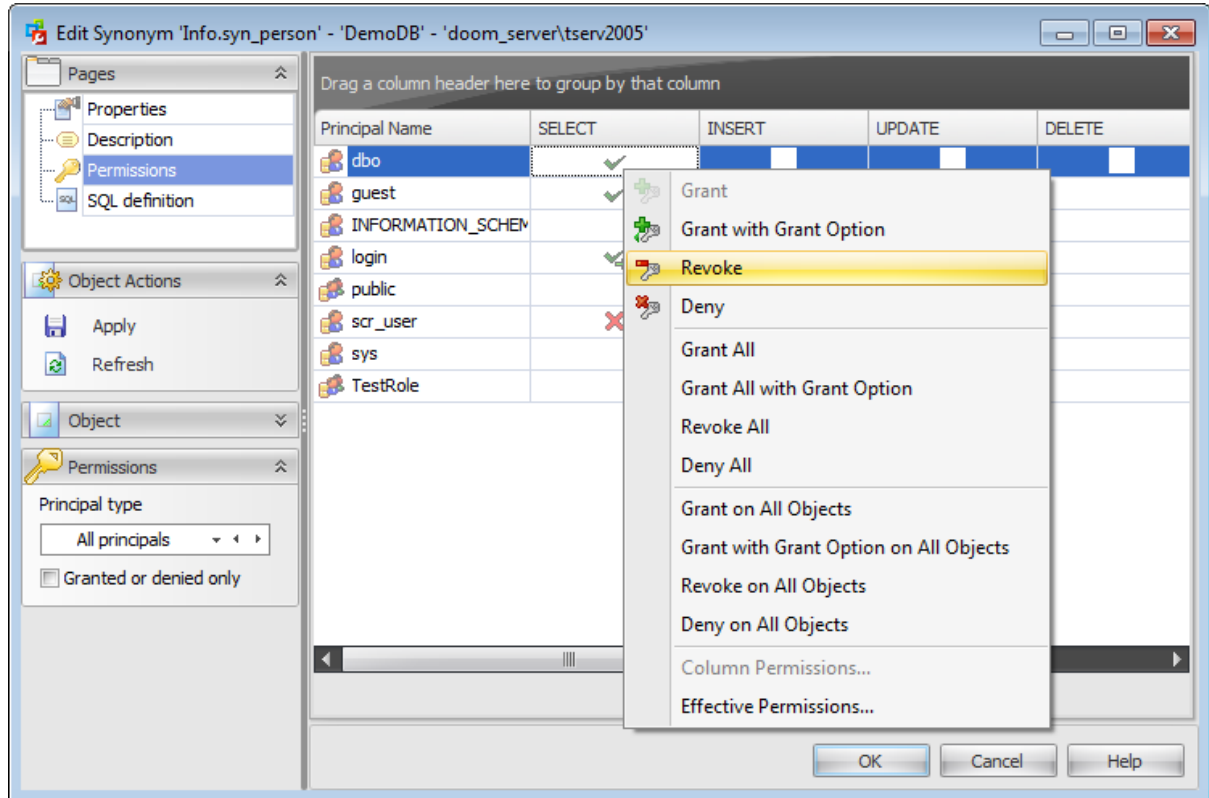 Edit Synonym 'Info.syn_person' - 'DemoDB' - 'doom_server\tserv2005'
Pages
Properties
Description
Permissions
SQL definition
Object Actions
Apply
Refresh
Object
Permissions
Principal type
All principals
Granted or denied only
Drag a column header here to group by that column
Principal Name SELECT INSERT UPDATE DELETE
dbo
guest
INFORMATION_SCHEM
login
public
scr_user
sys
TestRole
Grant
Grant with Grant Option
Revoke
Deny
Grant All
Grant All with Grant Option
Revoke All
Deny All
Grant on All Objects
Grant with Grant Option on All Objects
Revoke on All Objects
Deny on All Objects
Column Permissions...
Effective Permissions...
OK Cancel Help